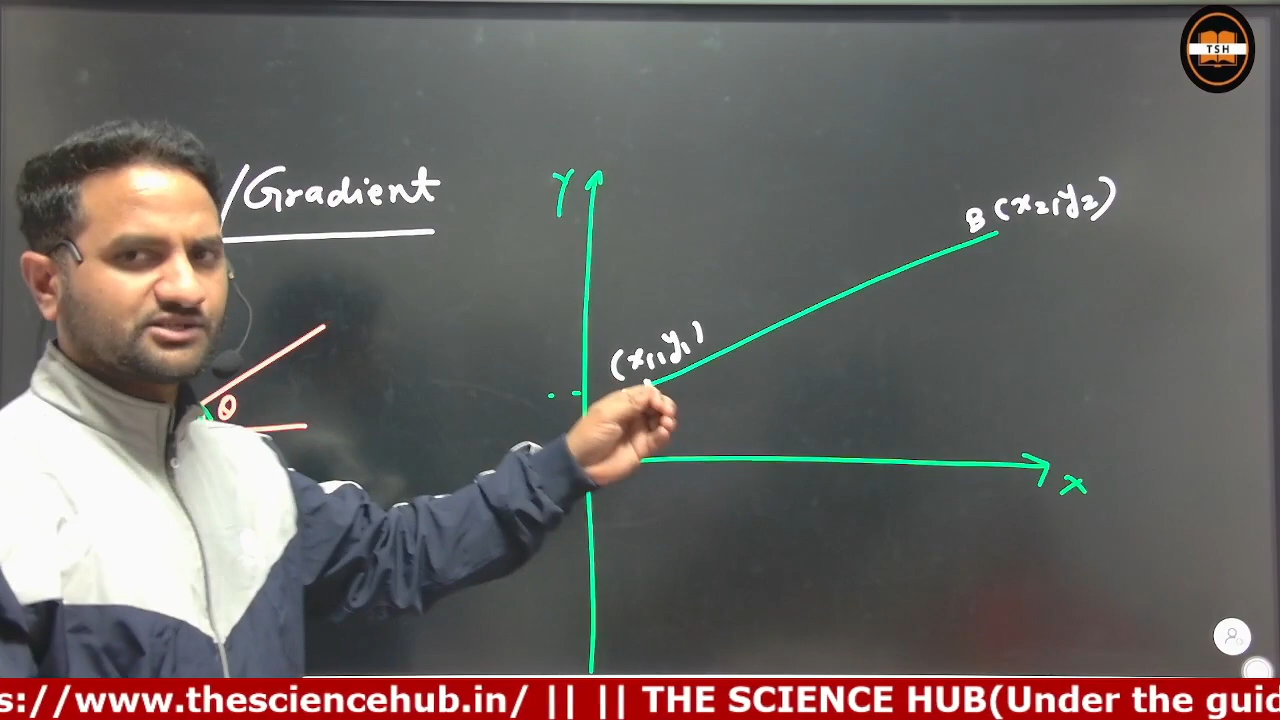 TSH
/Gradient
Y
B (x2, y2)
(x1, y1)
θ
x
s://www.thesciencehub.in/ || || THE SCIENCE HUB(Under the guid